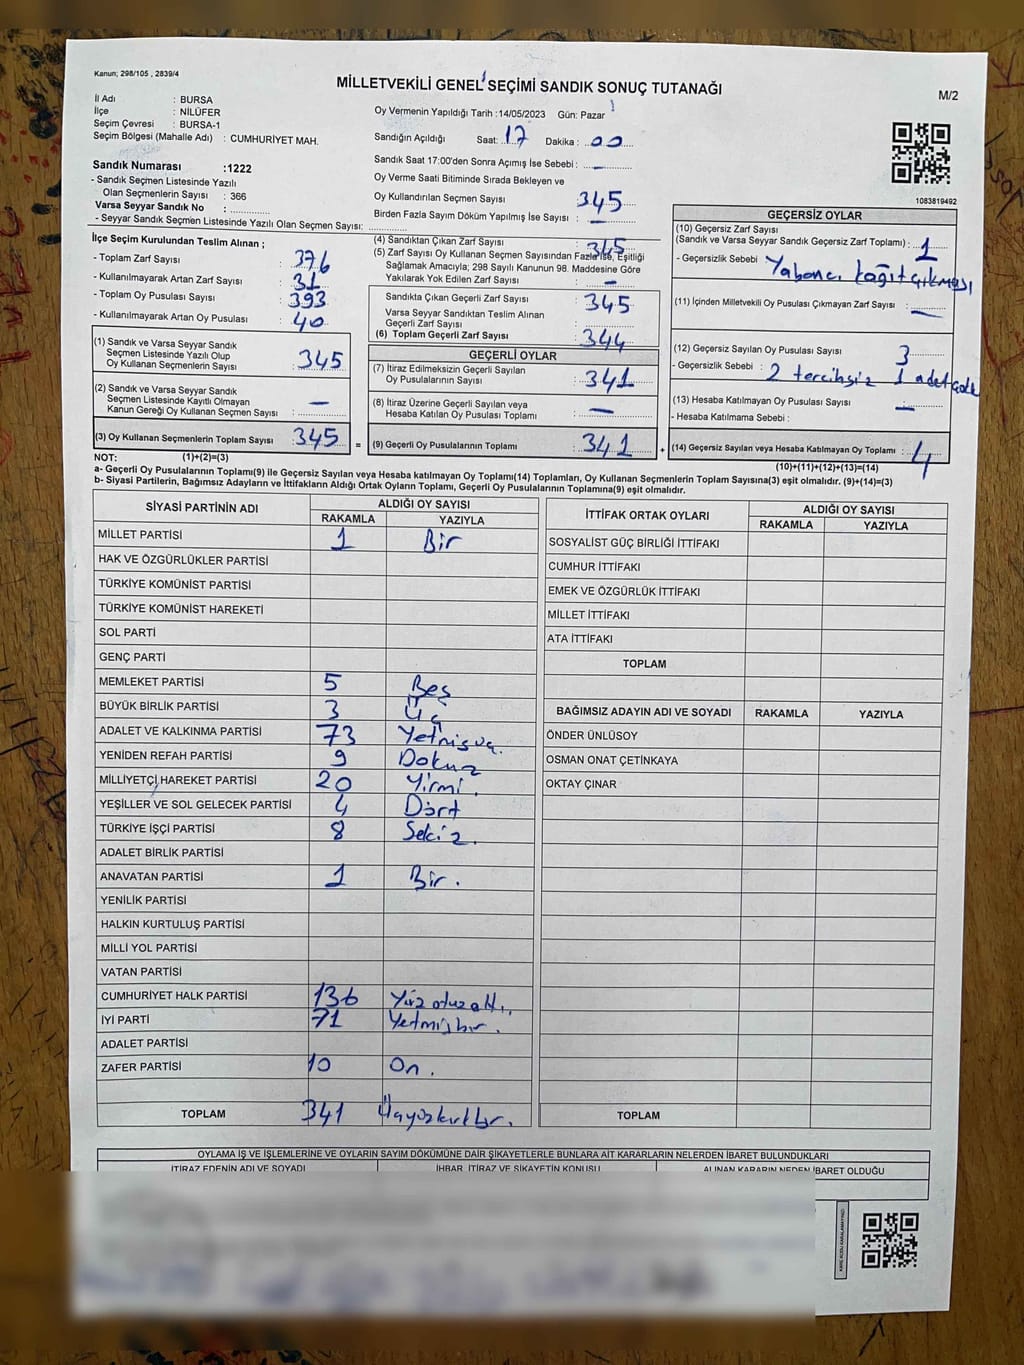 Kanun; 298/105 , 2839/4
MİLLETVEKİLİ GENEL SEÇİMİ SANDIK SONUÇ TUTANAĞI
M/2
İl Adı : BURSA
İlçe : NİLÜFER
Seçim Çevresi : BURSA-1
Seçim Bölgesi (Mahalle Adı) : CUMHURİYET MAH.
Oy Vermenin Yapıldığı Tarih :14/05/2023 Gün: Pazar
Sandığın Açıldığı Saat: 17 Dakika : 00
Sandık Saat 17:00'den Sonra Açımış İse Sebebi : —
Oy Verme Saati Bitiminde Sırada Bekleyen ve
Oy Kullandırılan Seçmen Sayısı : 345
Birden Fazla Sayım Döküm Yapılmış İse Sayısı : —
Sandık Numarası :1222
- Sandık Seçmen Listesinde Yazılı
Olan Seçmenlerin Sayısı : 366
Varsa Seyyar Sandık No :
- Seyyar Sandık Seçmen Listesinde Yazılı Olan Seçmen Sayısı:
1083819492
İlçe Seçim Kurulundan Teslim Alınan ;
- Toplam Zarf Sayısı : 376
- Kullanılmayarak Artan Zarf Sayısı : 31
- Toplam Oy Pusulası Sayısı : 393
- Kullanılmayarak Artan Oy Pusulası : 40
(1) Sandık ve Varsa Seyyar Sandık
Seçmen Listesinde Yazılı Olup
Oy Kullanan Seçmenlerin Sayısı : 345
(2) Sandık ve Varsa Seyyar Sandık
Seçmen Listesinde Kayıtlı Olmayan
Kanun Gereği Oy Kullanan Seçmen Sayısı : —
(3) Oy Kullanan Seçmenlerin Toplam Sayısı : 345 =
(4) Sandıktan Çıkan Zarf Sayısı : 345
(5) Zarf Sayısı Oy Kullanan Seçmen Sayısından Fazla İse, Eşitliği
Sağlamak Amacıyla; 298 Sayılı Kanunun 98. Maddesine Göre
Yakılarak Yok Edilen Zarf Sayısı : —
Sandıkta Çıkan Geçerli Zarf Sayısı : 345
Varsa Seyyar Sandıktan Teslim Alınan
Geçerli Zarf Sayısı :
(6) Toplam Geçerli Zarf Sayısı : 344
GEÇERLİ OYLAR
(7) İtiraz Edilmeksizin Geçerli Sayılan
Oy Pusulalarının Sayısı : 341
(8) İtiraz Üzerine Geçerli Sayılan veya
Hesaba Katılan Oy Pusulası Toplamı : —
(9) Geçerli Oy Pusulalarının Toplamı : 341 +
GEÇERSİZ OYLAR
(10) Geçersiz Zarf Sayısı
(Sandık ve Varsa Seyyar Sandık Geçersiz Zarf Toplamı) : 1
- Geçersizlik Sebebi : Yabancı kağıt çıkması
(11) İçinden Milletvekili Oy Pusulası Çıkmayan Zarf Sayısı : —
(12) Geçersiz Sayılan Oy Pusulası Sayısı : 3
- Geçersizlik Sebebi : 2 tercihsiz 1 adet
(13) Hesaba Katılmayan Oy Pusulası Sayısı : —
- Hesaba Katılmama Sebebi :
(14) Geçersiz Sayılan veya Hesaba Katılmayan Oy Toplamı : 4
NOT: (1)+(2)=(3)
(10)+(11)+(12)+(13)=(14)
a- Geçerli Oy Pusulalarının Toplamı(9) ile Geçersiz Sayılan veya Hesaba katılmayan Oy Toplamı(14) Toplamları, Oy Kullanan Seçmenlerin Toplam Sayısına(3) eşit olmalıdır. (9)+(14)=(3)
b- Siyasi Partilerin, Bağımsız Adayların ve İttifakların Aldığı Ortak Oyların Toplamı, Geçerli Oy Pusulalarının Toplamına(9) eşit olmalıdır.
SİYASİ PARTİNİN ADI ALDIĞI OY SAYISI
RAKAMLA YAZIYLA
MİLLET PARTİSİ 1 Bir
HAK VE ÖZGÜRLÜKLER PARTİSİ
TÜRKİYE KOMÜNİST PARTİSİ
TÜRKİYE KOMÜNİST HAREKETİ
SOL PARTİ
GENÇ PARTİ
MEMLEKET PARTİSİ 5 Beş
BÜYÜK BİRLİK PARTİSİ 3 Üç
ADALET VE KALKINMA PARTİSİ 73 Yetmişüç.
YENİDEN REFAH PARTİSİ 9 Dokuz
MİLLİYETÇİ HAREKET PARTİSİ 20 Yirmi.
YEŞİLLER VE SOL GELECEK PARTİSİ 4 Dört
TÜRKİYE İŞÇİ PARTİSİ 8 Sekiz.
ADALET BİRLİK PARTİSİ
ANAVATAN PARTİSİ 1 Bir.
YENİLİK PARTİSİ
HALKIN KURTULUŞ PARTİSİ
MİLLİ YOL PARTİSİ
VATAN PARTİSİ
CUMHURİYET HALK PARTİSİ 136 Yüzotuzaltı.
İYİ PARTİ 71 Yetmişbir.
ADALET PARTİSİ
ZAFER PARTİSİ 10 On.
TOPLAM 341 Üçyüzkırkbir.
İTTİFAK ORTAK OYLARI ALDIĞI OY SAYISI
RAKAMLA YAZIYLA
SOSYALİST GÜÇ BİRLİĞİ İTTİFAKI
CUMHUR İTTİFAKI
EMEK VE ÖZGÜRLÜK İTTİFAKI
MİLLET İTTİFAKI
ATA İTTİFAKI
TOPLAM
BAĞIMSIZ ADAYIN ADI VE SOYADI RAKAMLA YAZIYLA
ÖNDER ÜNLÜSOY
OSMAN ONAT ÇETİNKAYA
OKTAY ÇINAR
TOPLAM
OYLAMA İŞ VE İŞLEMLERİNE VE OYLARIN SAYIM DÖKÜMÜNE DAİR ŞİKAYETLERLE BUNLARA AİT KARARLARIN NELERDEN İBARET BULUNDUKLARI
İTİRAZ EDENİN ADI VE SOYADI İHBAR, İTİRAZ VE ŞİKAYETİN KONUSU ALINAN KARARIN NEDEN İBARET OLDUĞU